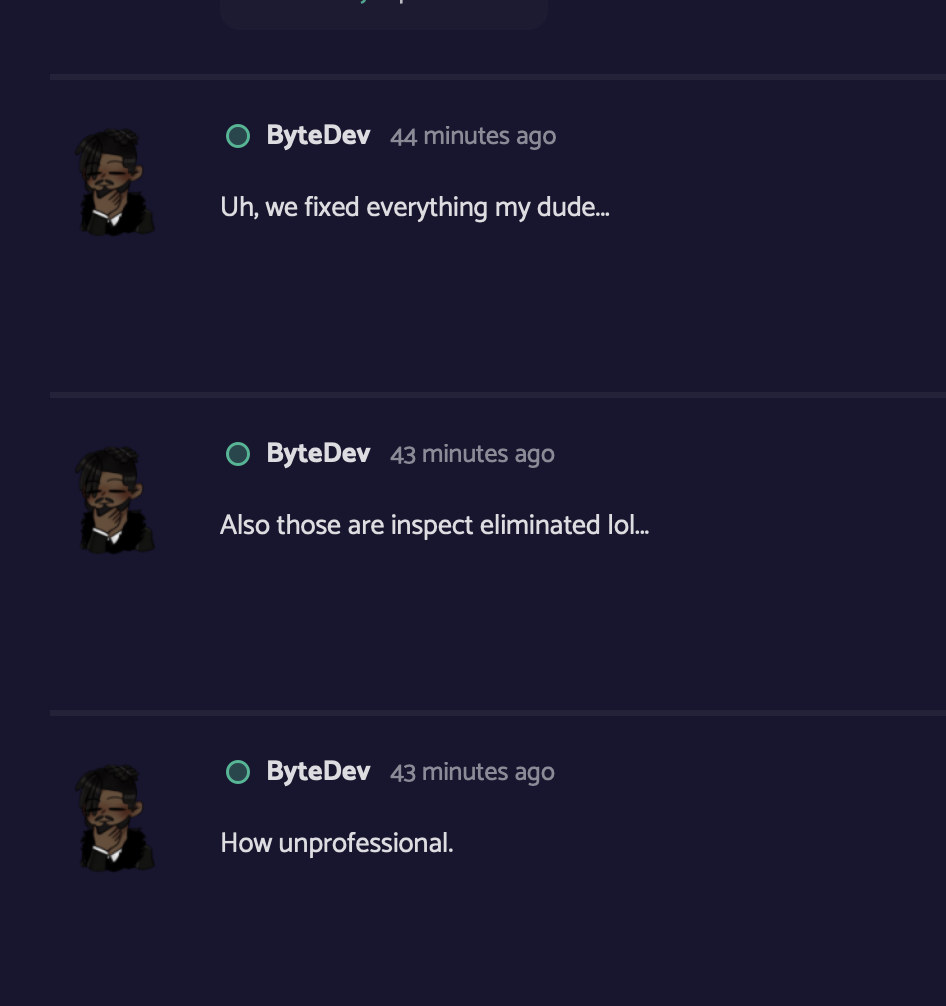 ByteDev 44 minutes ago
Uh, we fixed everything my dude...
ByteDev 43 minutes ago
Also those are inspect eliminated lol...
ByteDev 43 minutes ago
How unprofessional.